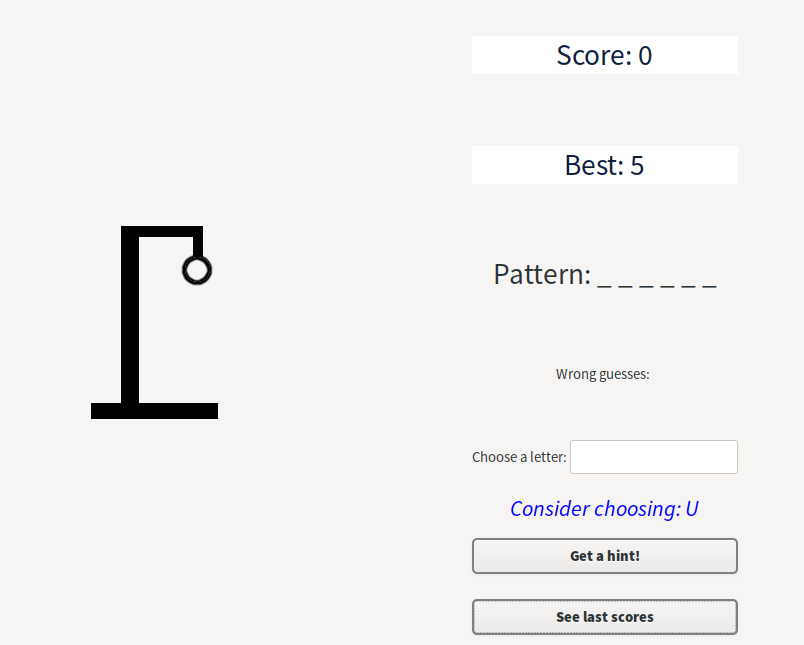 Score: 0
Best: 5
Pattern: _ _ _ _ _ _
Wrong guesses:
Choose a letter:
Consider choosing: U
Get a hint!
See last scores